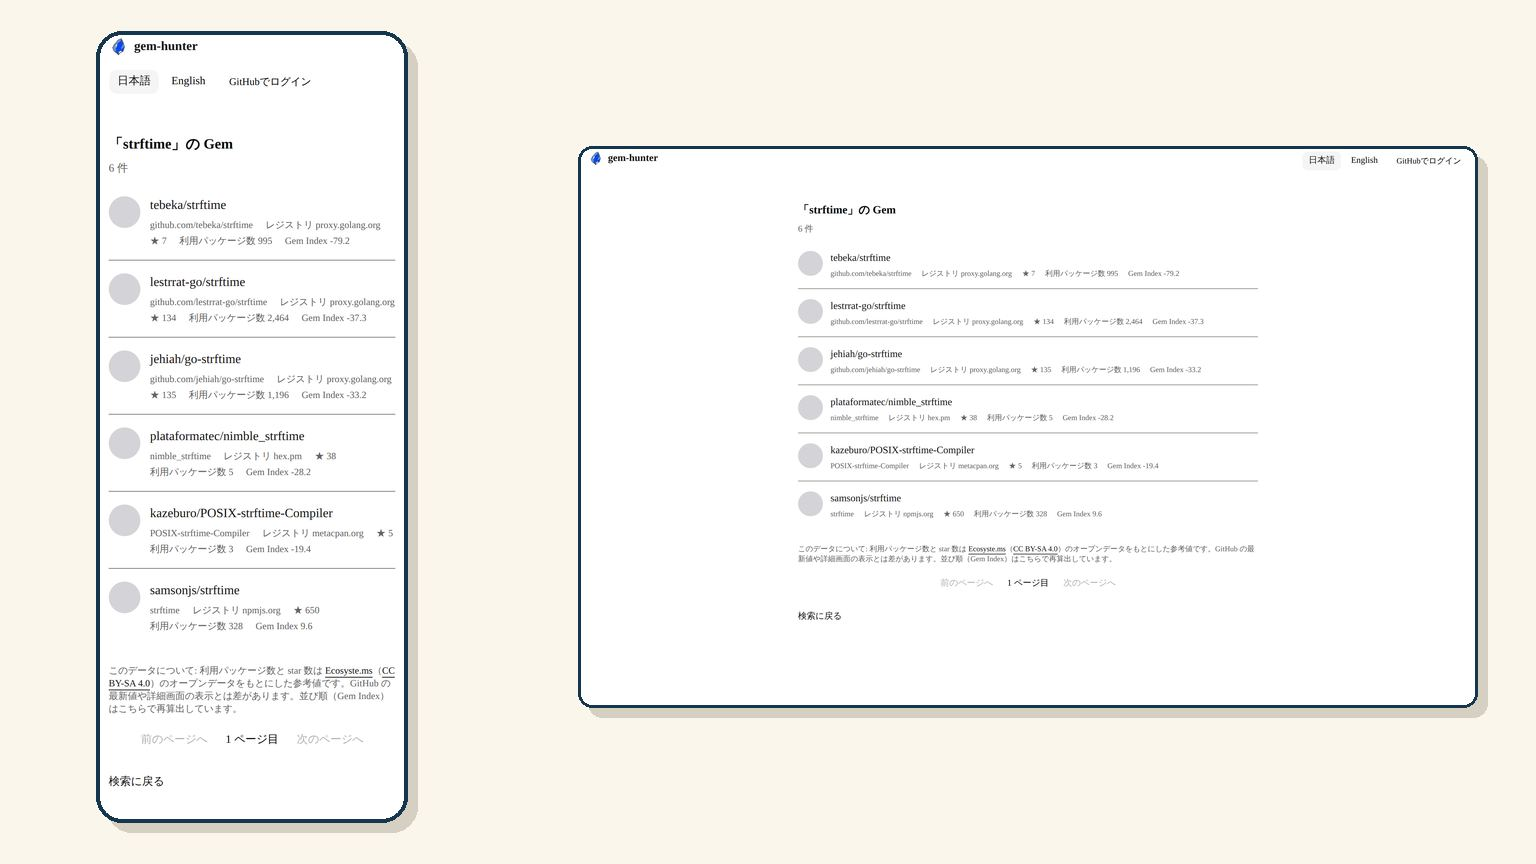 gem-hunter
日本語 English GitHubでログイン
「strftime」の Gem
6 件
tebeka/strftime
github.com/tebeka/strftime レジストリ proxy.golang.org
★ 7 利用パッケージ数 995 Gem Index -79.2
lestrrat-go/strftime
github.com/lestrrat-go/strftime レジストリ proxy.golang.org
★ 134 利用パッケージ数 2,464 Gem Index -37.3
jehiah/go-strftime
github.com/jehiah/go-strftime レジストリ proxy.golang.org
★ 135 利用パッケージ数 1,196 Gem Index -33.2
plataformatec/nimble_strftime
nimble_strftime レジストリ hex.pm ★ 38
利用パッケージ数 5 Gem Index -28.2
kazeburo/POSIX-strftime-Compiler
POSIX-strftime-Compiler レジストリ metacpan.org ★ 5
利用パッケージ数 3 Gem Index -19.4
samsonjs/strftime
strftime レジストリ npmjs.org ★ 650
利用パッケージ数 328 Gem Index 9.6
このデータについて: 利用パッケージ数と star 数は Ecosyste.ms（CC
BY-SA 4.0）のオープンデータをもとにした参考値です。GitHub の
最新値や詳細画面の表示とは差があります。並び順（Gem Index）
はこちらで再算出しています。
前のページへ 1 ページ目 次のページへ
検索に戻る
gem-hunter
日本語 English GitHubでログイン
「strftime」の Gem
6 件
tebeka/strftime
github.com/tebeka/strftime レジストリ proxy.golang.org ★ 7 利用パッケージ数 995 Gem Index -79.2
lestrrat-go/strftime
github.com/lestrrat-go/strftime レジストリ proxy.golang.org ★ 134 利用パッケージ数 2,464 Gem Index -37.3
jehiah/go-strftime
github.com/jehiah/go-strftime レジストリ proxy.golang.org ★ 135 利用パッケージ数 1,196 Gem Index -33.2
plataformatec/nimble_strftime
nimble_strftime レジストリ hex.pm ★ 38 利用パッケージ数 5 Gem Index -28.2
kazeburo/POSIX-strftime-Compiler
POSIX-strftime-Compiler レジストリ metacpan.org ★ 5 利用パッケージ数 3 Gem Index -19.4
samsonjs/strftime
strftime レジストリ npmjs.org ★ 650 利用パッケージ数 328 Gem Index 9.6
このデータについて: 利用パッケージ数と star 数は Ecosyste.ms（CC BY-SA 4.0）のオープンデータをもとにした参考値です。GitHub の最
新値や詳細画面の表示とは差があります。並び順（Gem Index）はこちらで再算出しています。
前のページへ 1 ページ目 次のページへ
検索に戻る